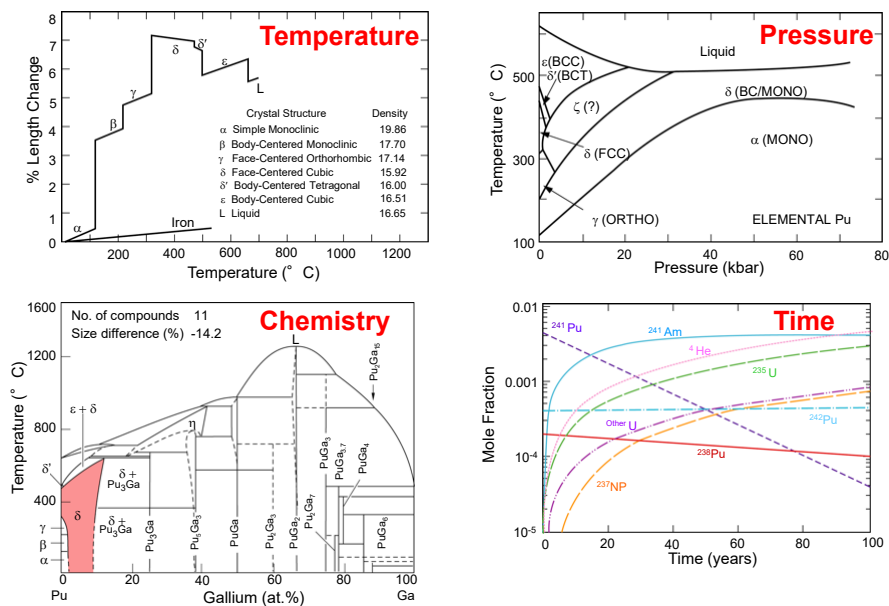 Temperature
% Length Change
8
7
6
5
4
3
2
1
0
α
β
γ
δ
δ'
ε
L
Iron
Crystal Structure Density
α Simple Monoclinic 19.86
β Body-Centered Monoclinic 17.70
γ Face-Centered Orthorhombic 17.14
δ Face-Centered Cubic 15.92
δ' Body-Centered Tetragonal 16.00
ε Body-Centered Cubic 16.51
L Liquid 16.65
200 400 600 800 1000 1200
Temperature (° C)
Pressure
Temperature (° C)
500
300
100
Liquid
ε(BCC)
δ'(BCT)
ζ (?)
δ (BC/MONO)
δ (FCC)
α (MONO)
γ (ORTHO)
ELEMENTAL Pu
0 20 40 60 80
Pressure (kbar)
Chemistry
No. of compounds 11
Size difference (%) -14.2
Temperature (° C)
1600
1200
800
400
0
L
ε + δ
δ'
δ
γ
β
α
η
δ +
Pu3Ga
δ +
Pu3Ga
Pu3Ga
Pu5Ga3
PuGa
Pu2Ga3
PuGa2
Pu2Ga7
PuGa3
PuGa3.7
PuGa4
PuGa6
Pu2Ga15
0 20 40 60 80 100
Pu Gallium (at.%) Ga
Time
Mole Fraction
0.01
0.001
10-4
10-5
241Pu
241Am
4He
235U
Other U
242Pu
238Pu
237NP
0 20 40 60 80 100
Time (years)